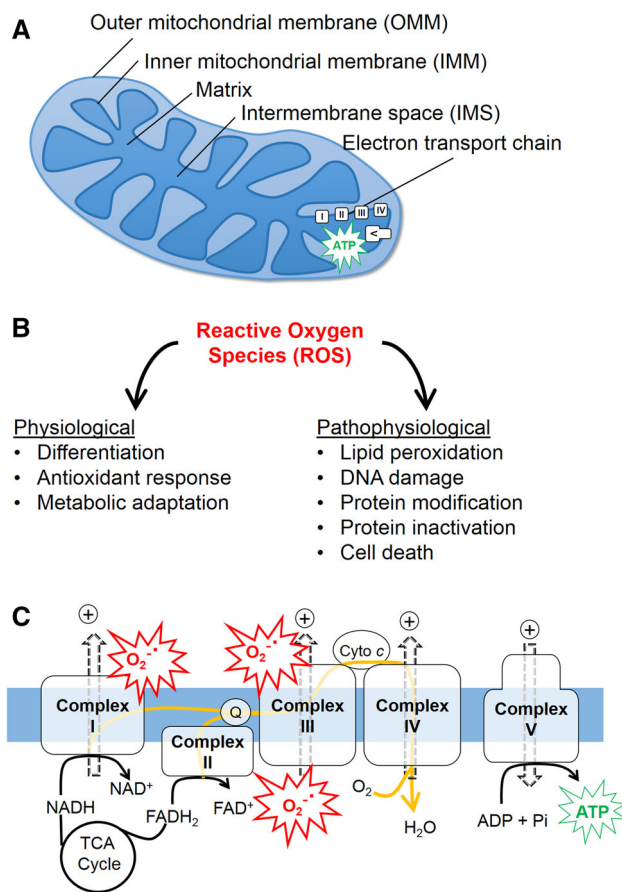 A
Outer mitochondrial membrane (OMM)
Inner mitochondrial membrane (IMM)
Matrix
Intermembrane space (IMS)
Electron transport chain
I II III IV
V
ATP
B
Reactive Oxygen
Species (ROS)
Physiological
• Differentiation
• Antioxidant response
• Metabolic adaptation
Pathophysiological
• Lipid peroxidation
• DNA damage
• Protein modification
• Protein inactivation
• Cell death
C
+ + + +
O₂⁻˙
O₂⁻˙
Cyto c
Complex
I
Q
Complex
II
Complex
III
Complex
IV
Complex
V
NADH
NAD⁺
FADH₂
FAD⁺
O₂⁻˙
O₂
H₂O
ADP + Pi
ATP
TCA
Cycle